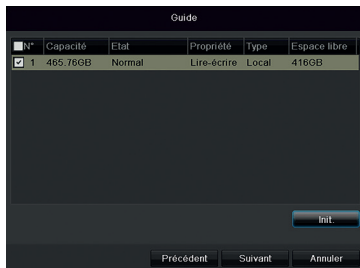 Guide
N° Capacité Etat Propriété Type Espace libre
1 465.76GB Normal Lire-écrire Local 416GB
Init.
Précédent Suivant Annuler